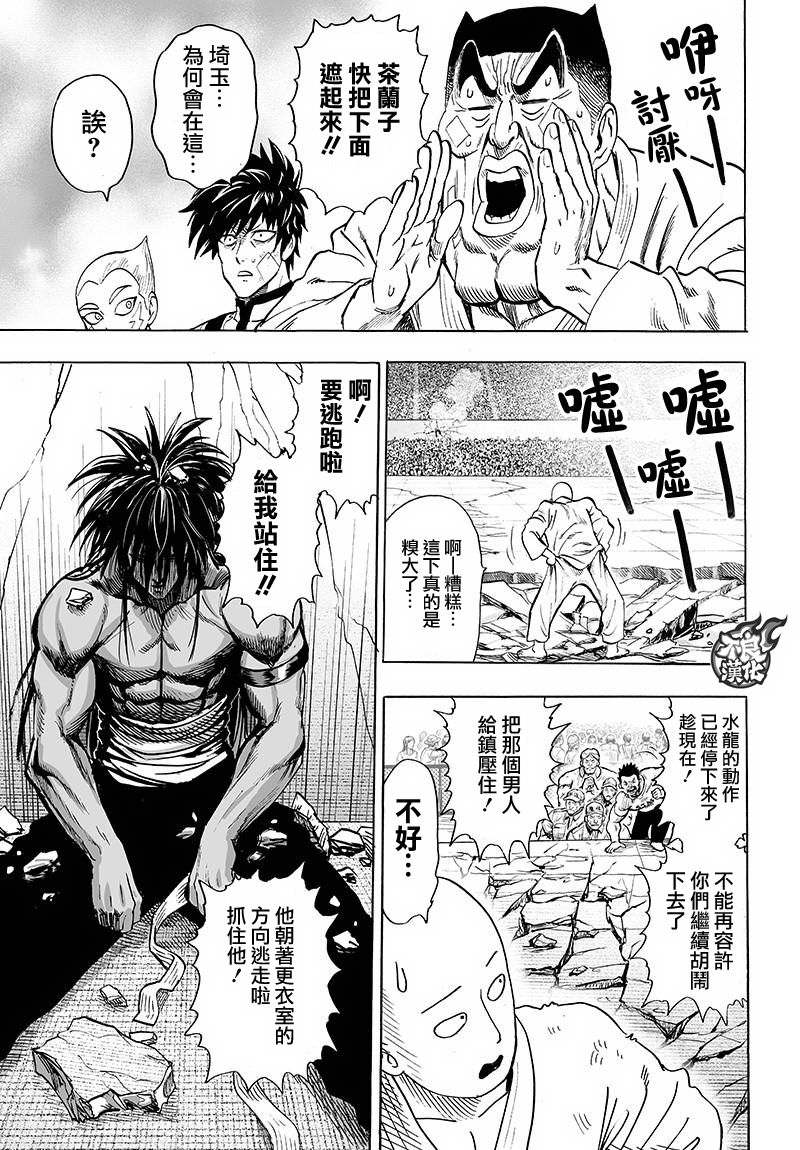 咿呀—
討厭—
茶蘭子
快把下面
遮起來!!
埼玉…
為何會在這…
誒?
噓—
噓—
噓—
啊—糟糕…
這下真的是
糗大了…
水龍的動作
已經停下來了
趁現在!
把那個男人
給鎮壓住!
不能再容許
你們繼續胡鬧
下去了
不好…
啊!
要逃跑啦
給我站住!!
他朝著更衣室的
方向逃走啦
抓住他!
不良
漢化